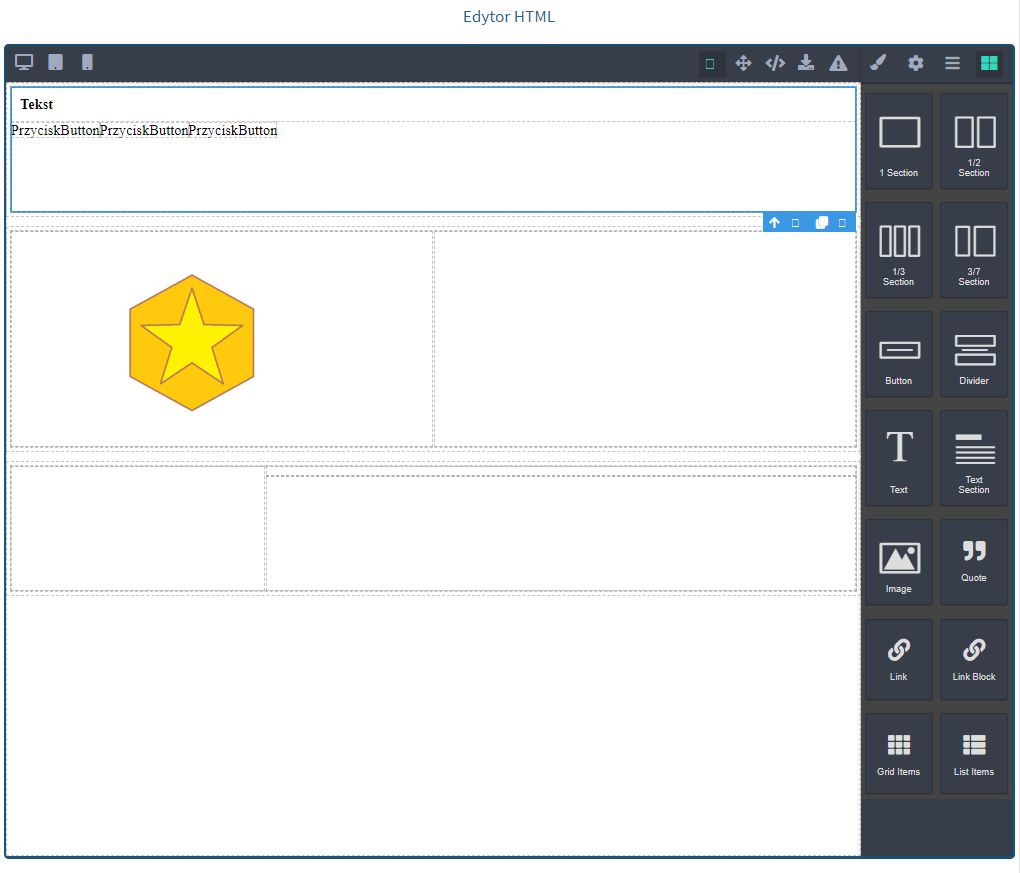 Edytor HTML
Tekst
PrzyciskButtonPrzyciskButtonPrzyciskButton
1 Section
1/2
Section
1/3
Section
3/7
Section
Button
Divider
Text
Text
Section
Image
Quote
Link
Link Block
Grid Items
List Items